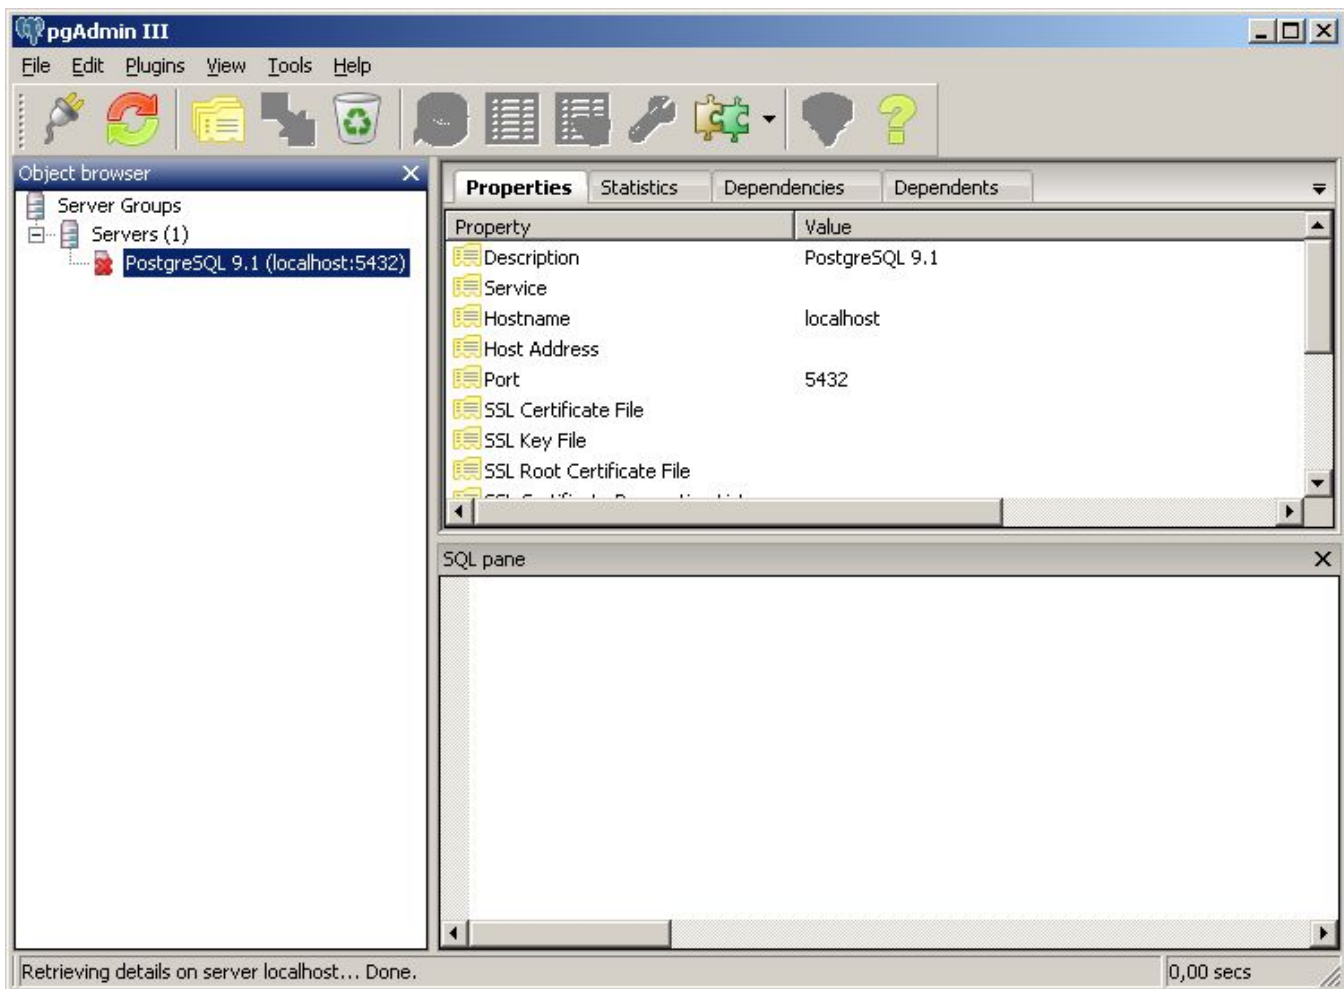 pgAdmin III
File Edit Plugins View Tools Help
Object browser
Server Groups
Servers (1)
PostgreSQL 9.1 (localhost:5432)
Properties Statistics Dependencies Dependents
Property Value
Description PostgreSQL 9.1
Service
Hostname localhost
Host Address
Port 5432
SSL Certificate File
SSL Key File
SSL Root Certificate File
SQL pane
Retrieving details on server localhost... Done. 0,00 secs